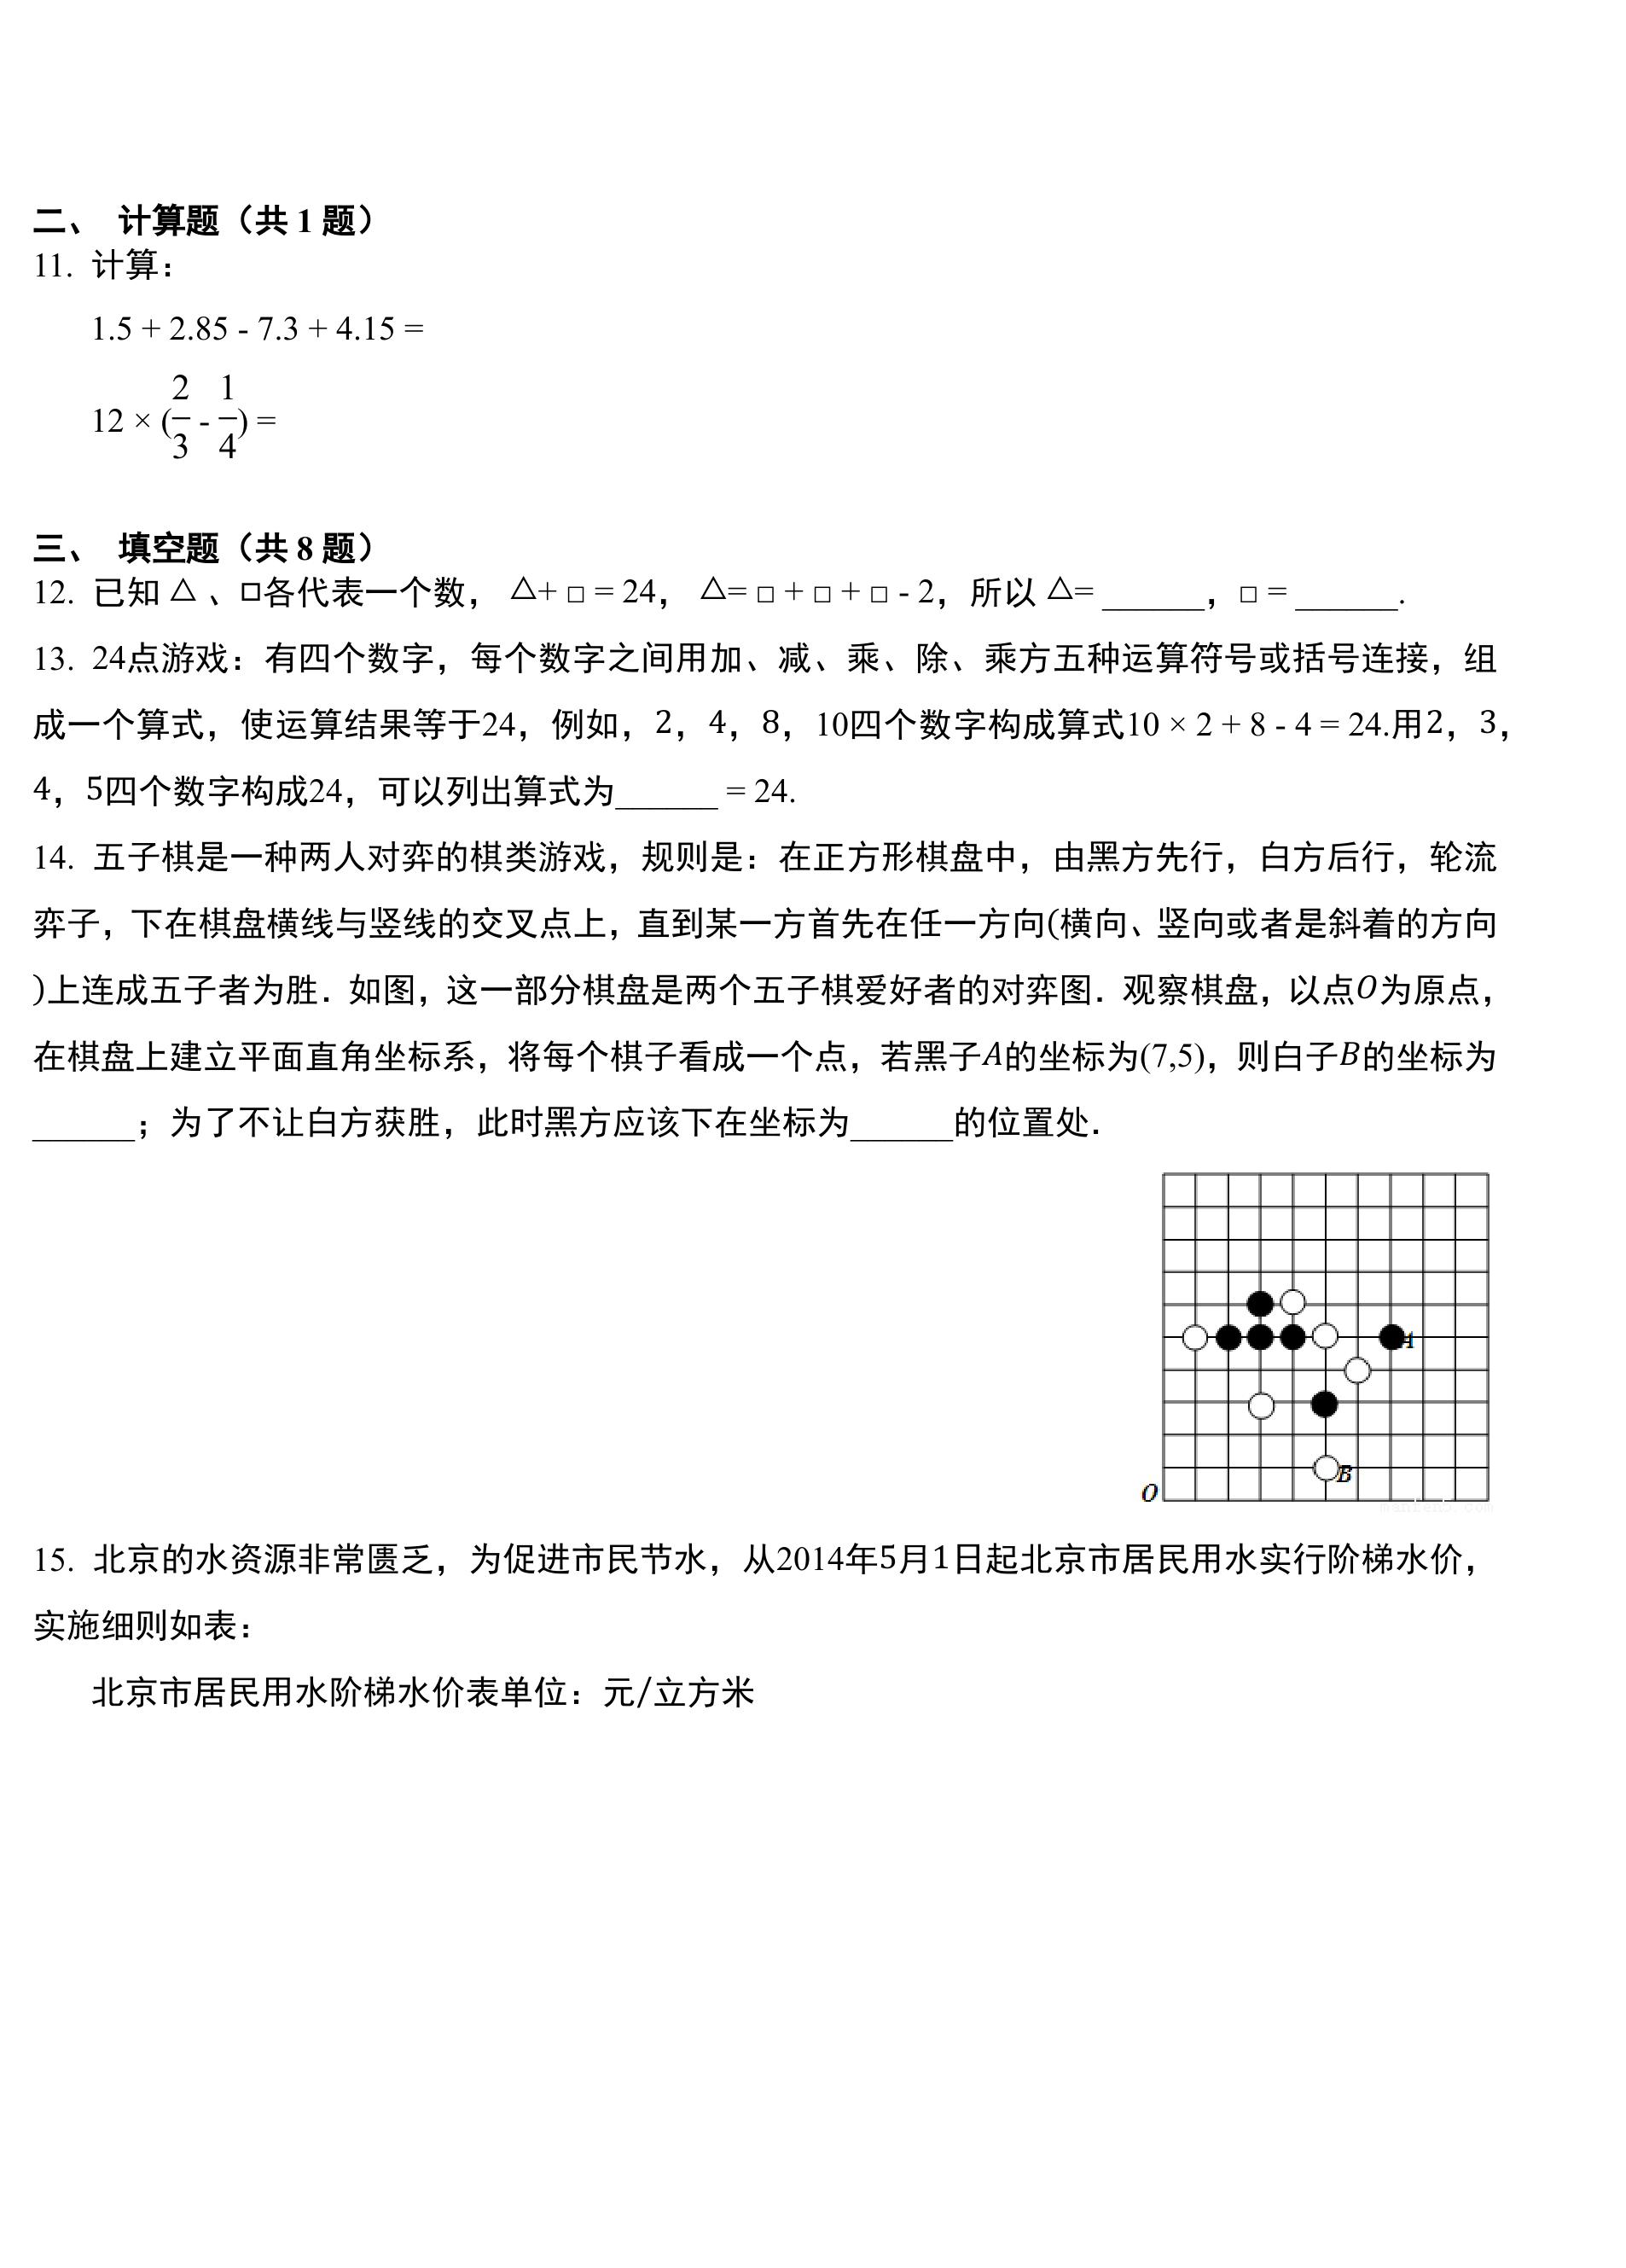 二、 计算题（共 1 题）
11. 计算：
1.5 + 2.85 - 7.3 + 4.15 =
12 × (2/3 - 1/4) =
三、 填空题（共 8 题）
12. 已知 △ 、□各代表一个数， △+ □ = 24， △= □ + □ + □ - 2，所以 △= ______，□ = ______.
13. 24点游戏：有四个数字，每个数字之间用加、减、乘、除、乘方五种运算符号或括号连接，组
成一个算式，使运算结果等于24，例如，2，4，8，10四个数字构成算式10 × 2 + 8 - 4 = 24.用2，3，
4，5四个数字构成24，可以列出算式为______ = 24.
14. 五子棋是一种两人对弈的棋类游戏，规则是：在正方形棋盘中，由黑方先行，白方后行，轮流
弈子，下在棋盘横线与竖线的交叉点上，直到某一方首先在任一方向(横向、竖向或者是斜着的方向
)上连成五子者为胜．如图，这一部分棋盘是两个五子棋爱好者的对弈图．观察棋盘，以点O为原点，
在棋盘上建立平面直角坐标系，将每个棋子看成一个点，若黑子A的坐标为(7,5)，则白子B的坐标为
______；为了不让白方获胜，此时黑方应该下在坐标为______的位置处．
A
B
O
15. 北京的水资源非常匮乏，为促进市民节水，从2014年5月1日起北京市居民用水实行阶梯水价，
实施细则如表：
北京市居民用水阶梯水价表单位：元/立方米